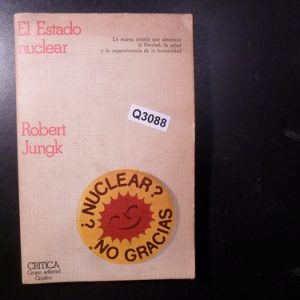 El Estado
nuclear
La nueva tiranía que amenaza
la libertad, la salud
y la supervivencia de la humanidad
Q3088
Robert
Jungk
¿NUCLEAR?
NO GRACIAS
CRITICA
Grupo editorial
Grijalbo